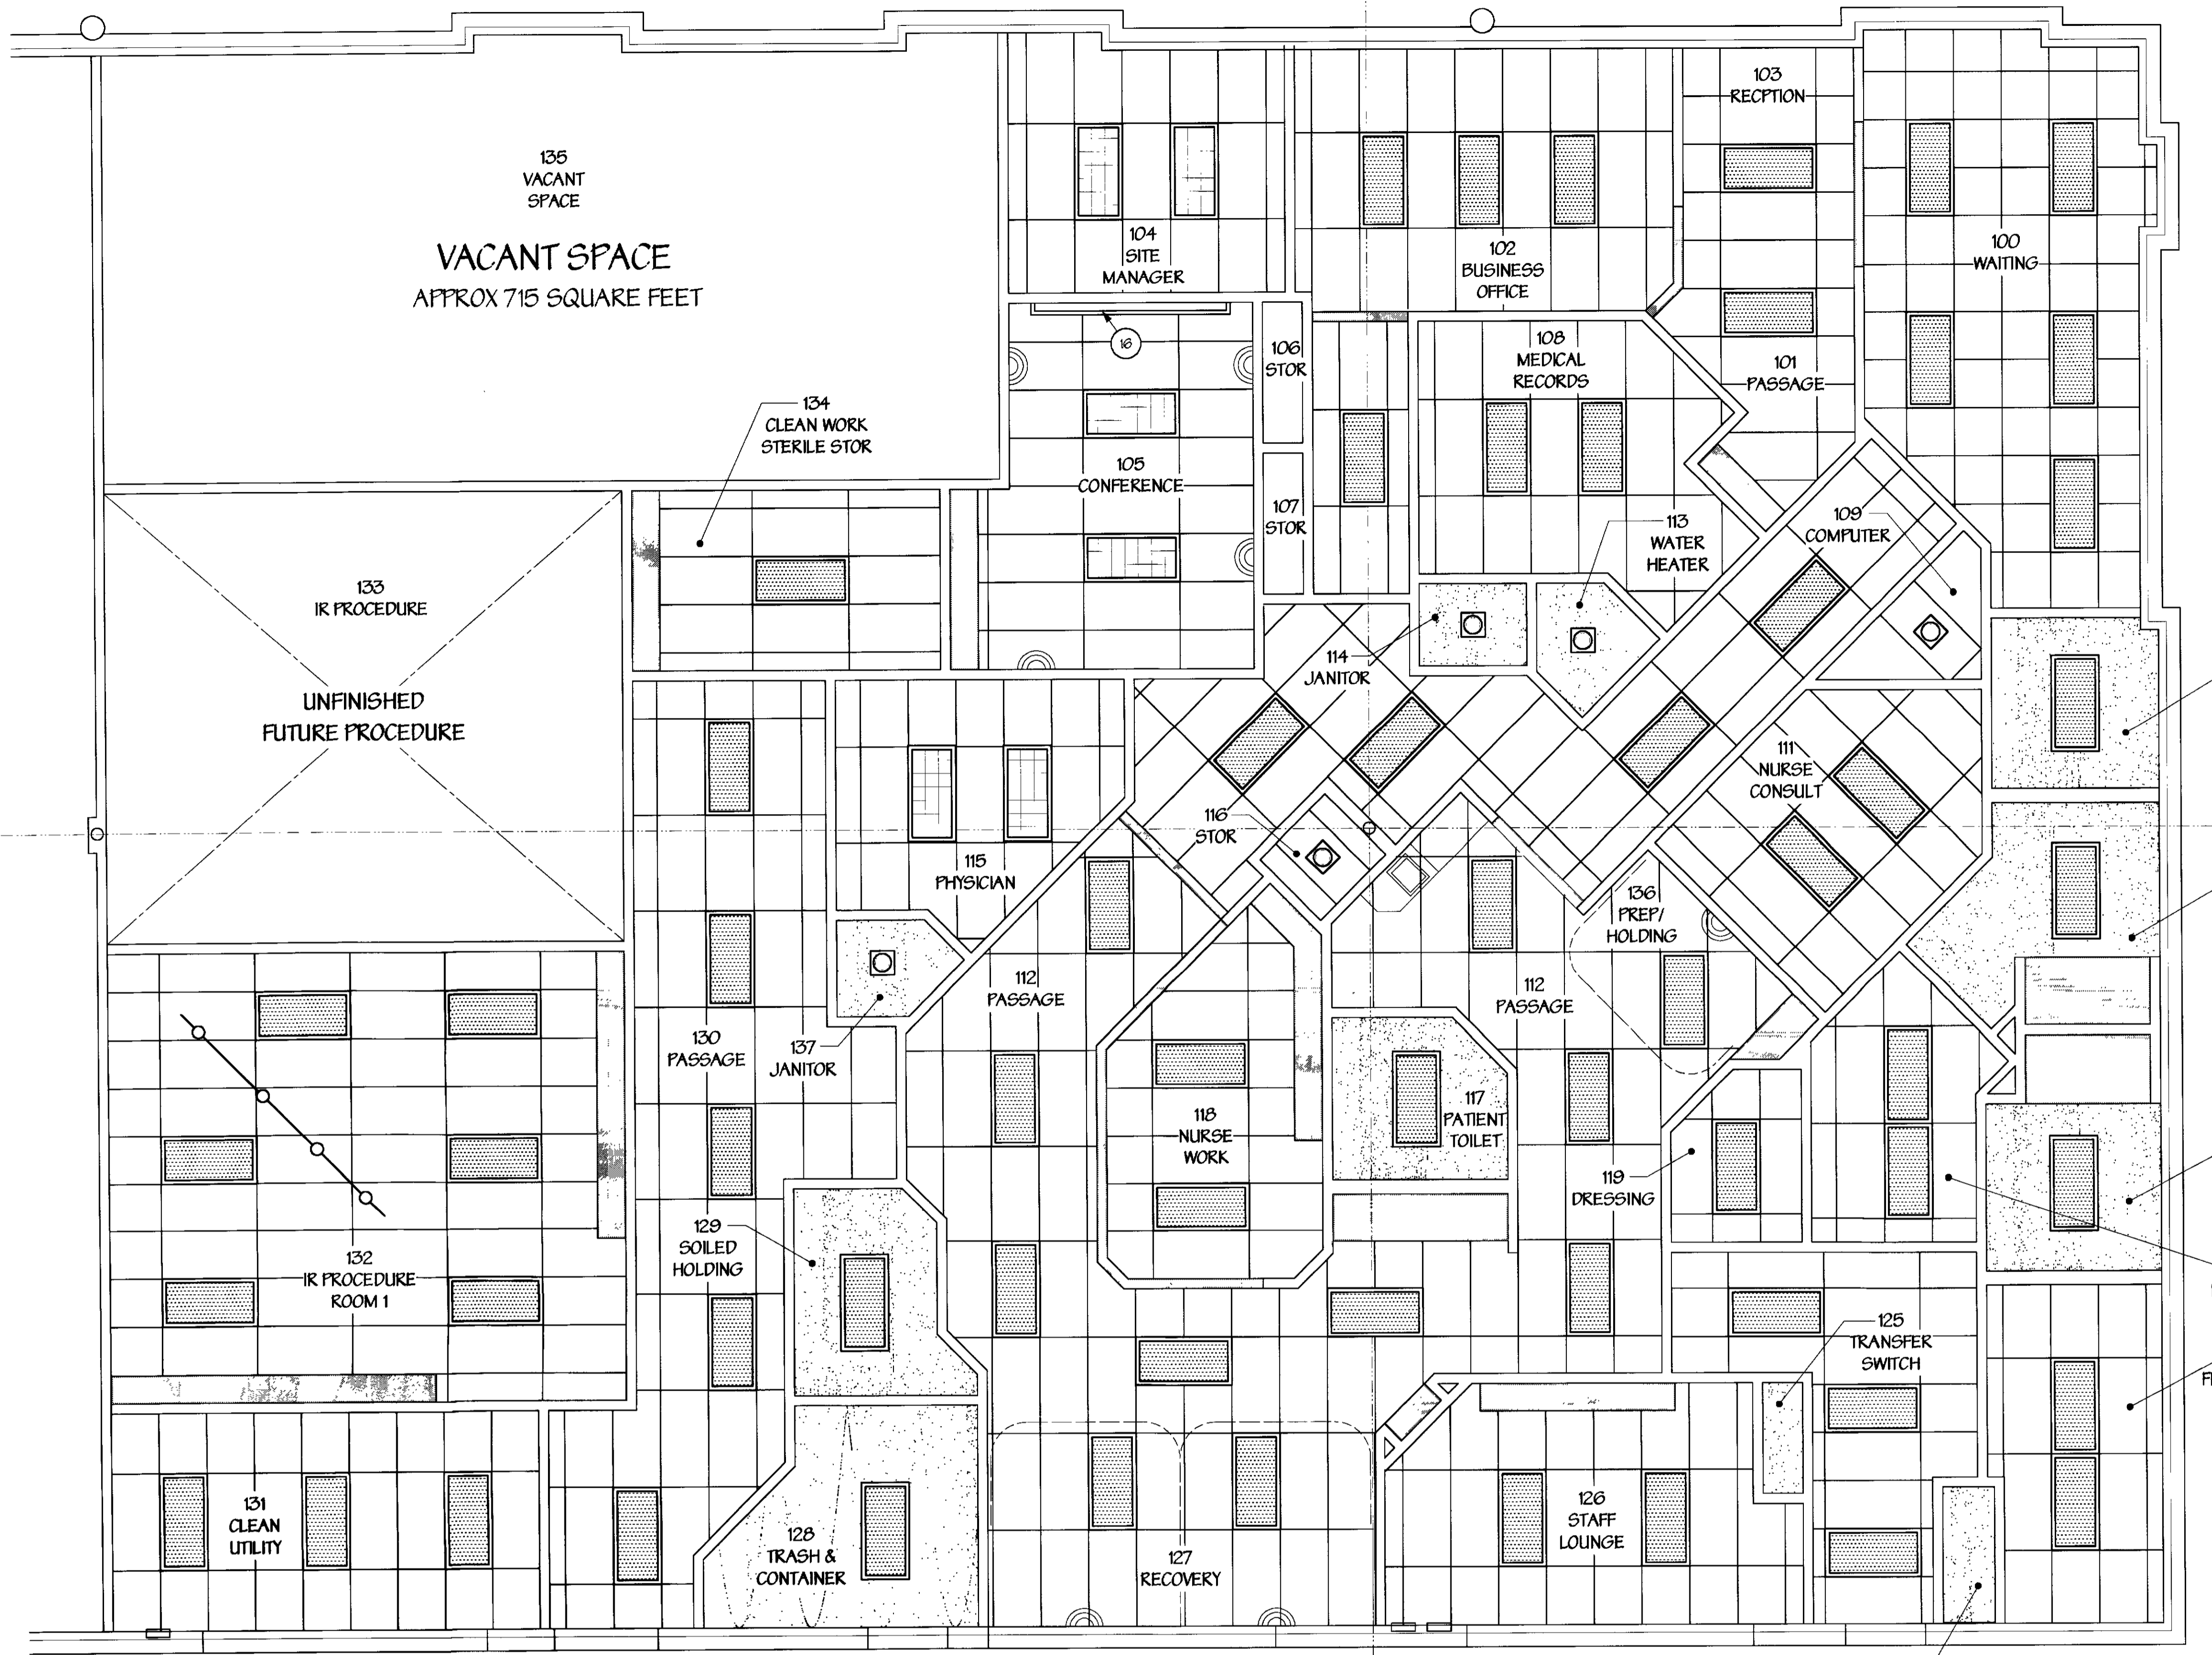 103
RECPTION
135
VACANT
SPACE
VACANT SPACE
APPROX 715 SQUARE FEET
104
SITE
MANAGER
102
BUSINESS
OFFICE
100
WAITING
16
106
STOR
108
MEDICAL
RECORDS
101
PASSAGE
134
CLEAN WORK
STERILE STOR
105
CONFERENCE
107
STOR
113
WATER
HEATER
109
COMPUTER
133
IR PROCEDURE
UNFINISHED
FUTURE PROCEDURE
114
JANITOR
111
NURSE
CONSULT
116
STOR
115
PHYSICIAN
136
PREP/
HOLDING
112
PASSAGE
112
PASSAGE
130
PASSAGE
137
JANITOR
118
NURSE
WORK
117
PATIENT
TOILET
119
DRESSING
129
SOILED
HOLDING
132
IR PROCEDURE
ROOM 1
125
TRANSFER
SWITCH
131
CLEAN
UTILITY
128
TRASH &
CONTAINER
127
RECOVERY
126
STAFF
LOUNGE